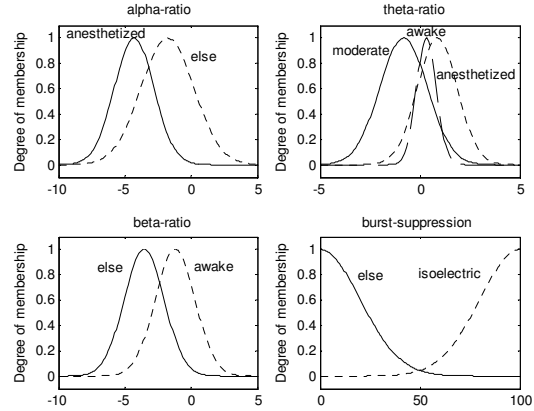 alpha-ratio
anesthetized
else
Degree of membership
1
0.8
0.6
0.4
0.2
0
-10
-5
0
5
theta-ratio
awake
moderate
anesthetized
Degree of membership
1
0.8
0.6
0.4
0.2
0
-5
0
5
beta-ratio
else
awake
Degree of membership
1
0.8
0.6
0.4
0.2
0
-10
-5
0
5
burst-suppression
else
isoelectric
Degree of membership
1
0.8
0.6
0.4
0.2
0
0
50
100